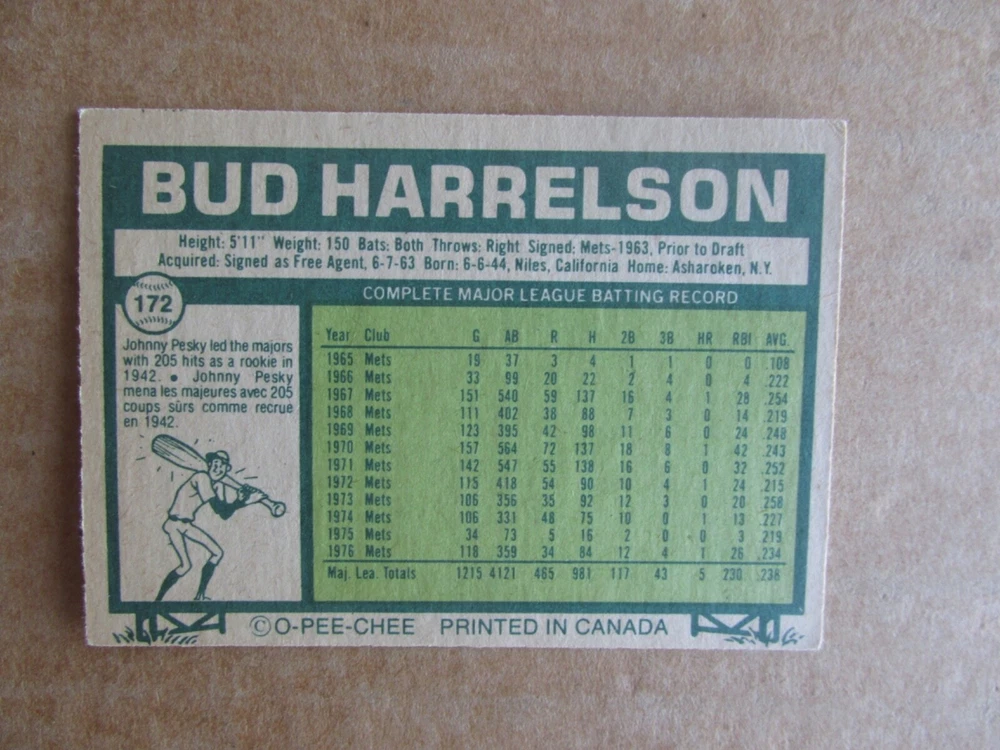 BUD HARRELSON
Height: 5'11" Weight: 150 Bats: Both Throws: Right Signed: Mets-1963, Prior to Draft
Acquired: Signed as Free Agent, 6-7-63 Born: 6-6-44, Niles, California Home: Asharoken, N.Y.
172
Johnny Pesky led the majors
with 205 hits as a rookie in
1942. • Johnny Pesky
mena les majeures avec 205
coups sûrs comme recrue
en 1942.
COMPLETE MAJOR LEAGUE BATTING RECORD
Year Club G AB R H 2B 3B HR RBI AVG.
1965 Mets 19 37 3 4 1 1 0 0 .108
1966 Mets 33 99 20 22 2 4 0 4 .222
1967 Mets 151 540 59 137 16 4 1 28 .254
1968 Mets 111 402 38 88 7 3 0 14 .219
1969 Mets 123 395 42 98 11 6 0 24 .248
1970 Mets 157 564 72 137 18 8 1 42 .243
1971 Mets 142 547 55 138 16 6 0 32 .252
1972 Mets 115 418 54 90 10 4 1 24 .215
1973 Mets 106 356 35 92 12 3 0 20 .258
1974 Mets 106 331 48 75 10 0 1 13 .227
1975 Mets 34 73 5 16 2 0 0 3 .219
1976 Mets 118 359 34 84 12 4 1 26 .234
Maj. Lea. Totals 1215 4121 465 981 117 43 5 230 .238
© O-PEE-CHEE PRINTED IN CANADA